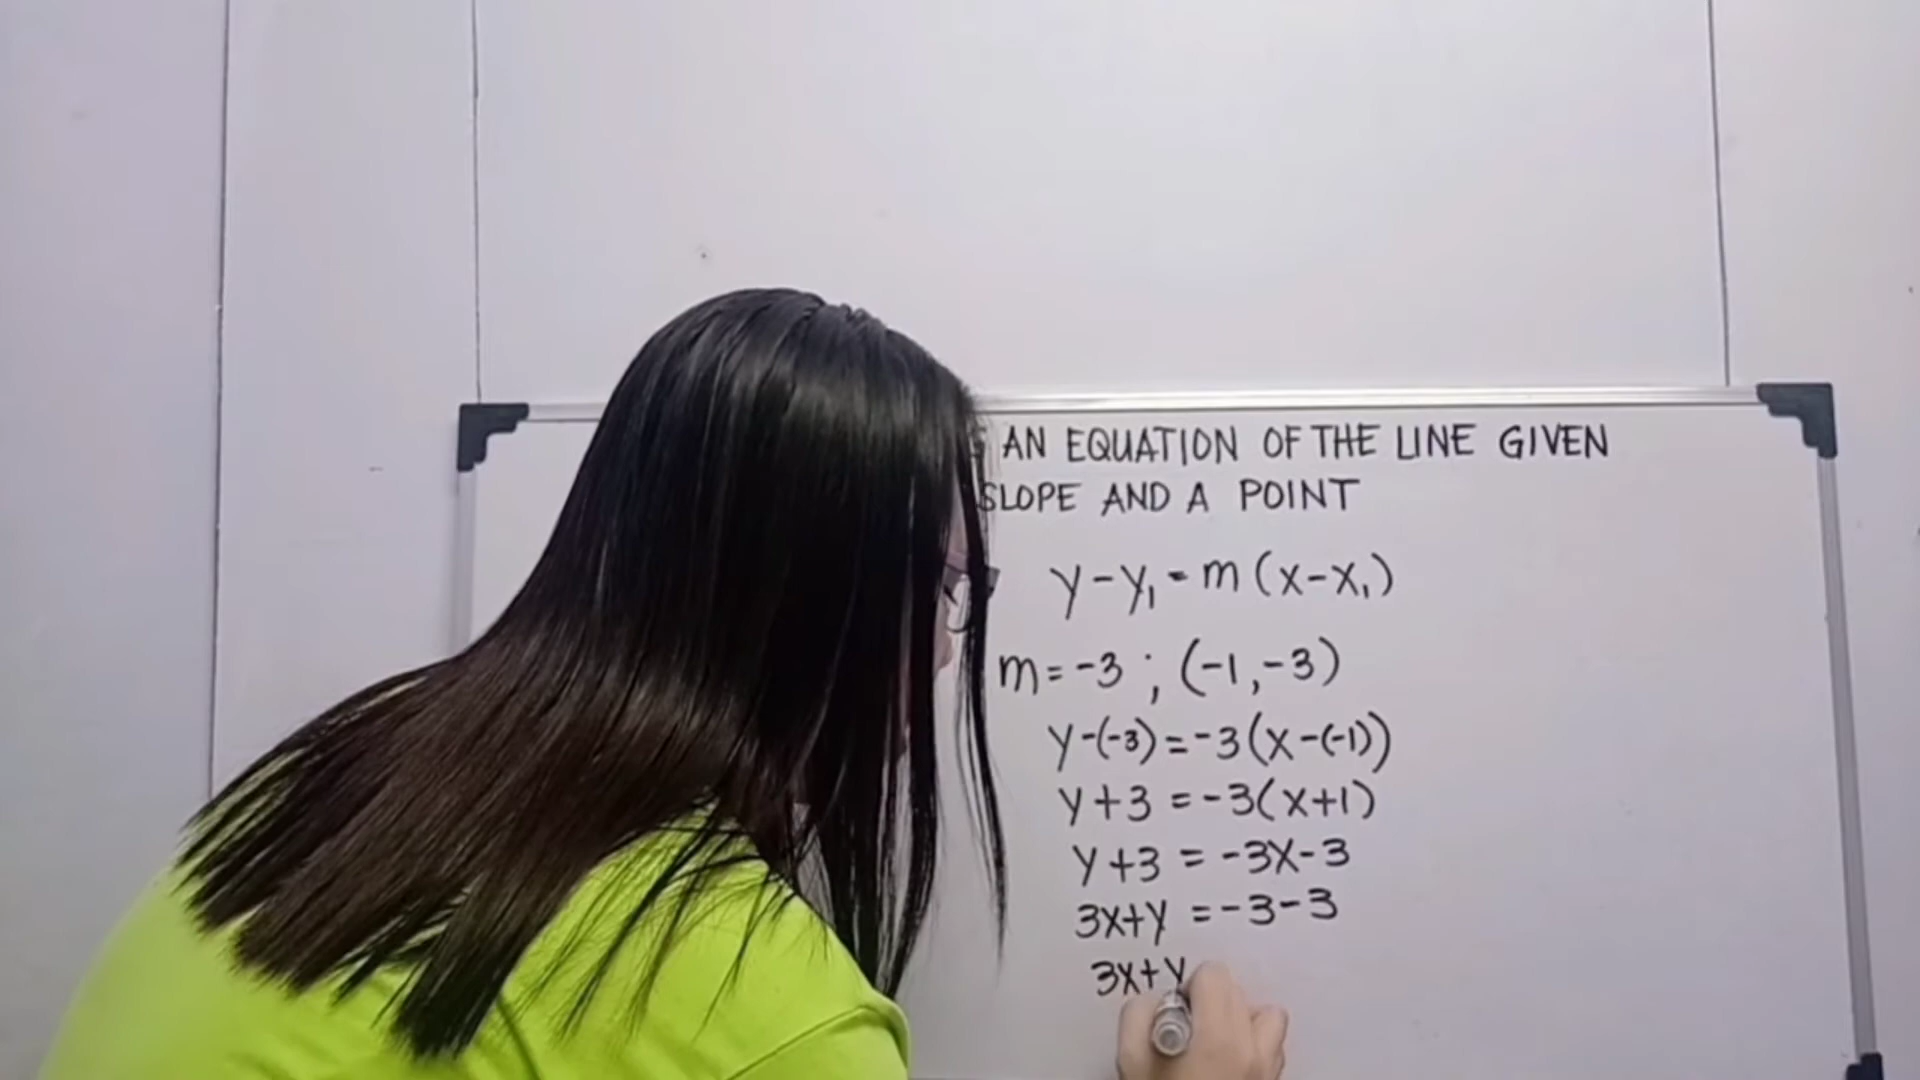 AN EQUATION OF THE LINE GIVEN
SLOPE AND A POINT
y-y₁ = m(x-x₁)
m=-3 ; (-1,-3)
y-(-3)=-3(x-(-1))
y+3 =-3(x+1)
y+3 = -3x-3
3x+y =-3-3
3x+y